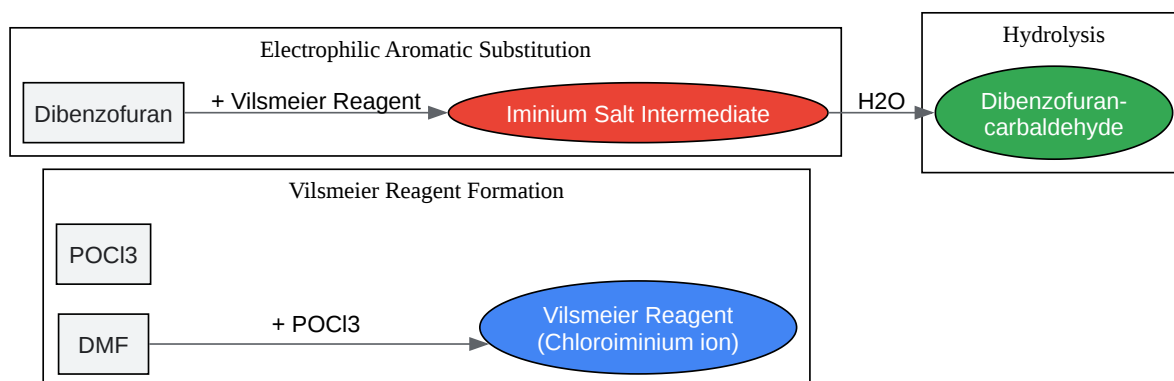 Electrophilic Aromatic Substitution
Dibenzofuran
+ Vilsmeier Reagent
Iminium Salt Intermediate
H2O
Hydrolysis
Dibenzofuran-
carbaldehyde
Vilsmeier Reagent Formation
POCl3
DMF
+ POCl3
Vilsmeier Reagent
(Chloroiminium ion)